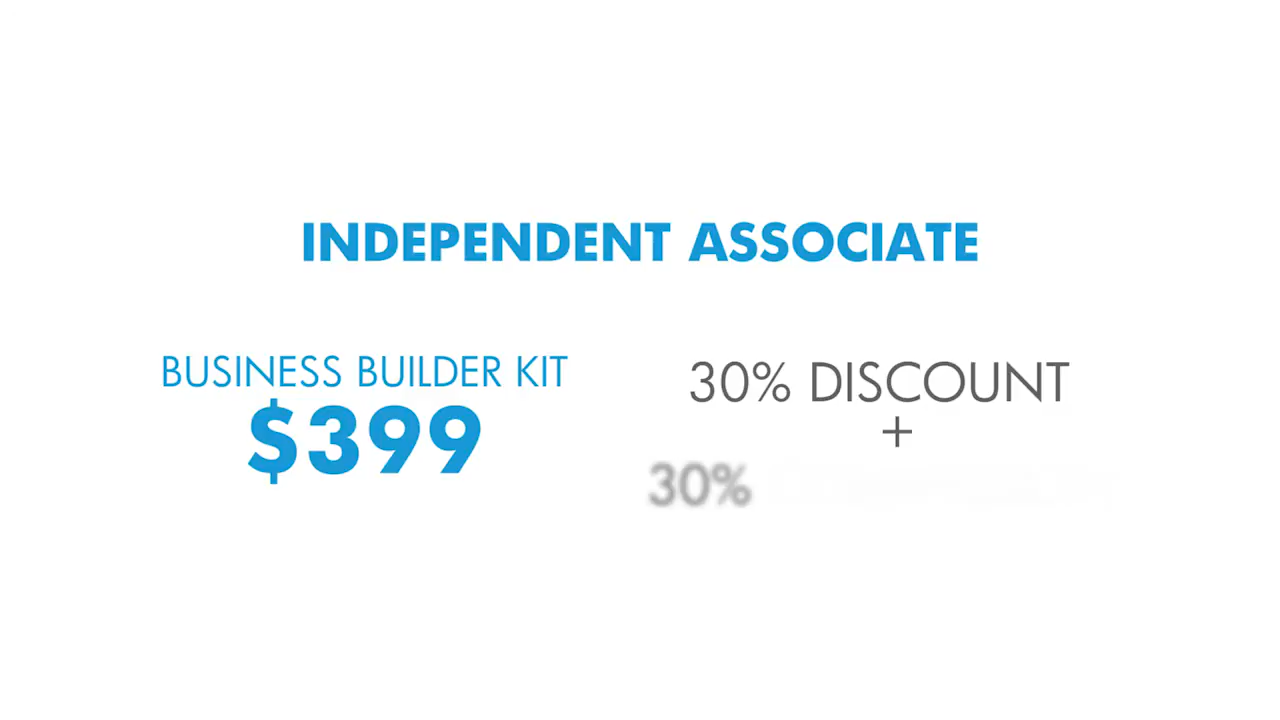 INDEPENDENT ASSOCIATE
BUSINESS BUILDER KIT
$399
30% DISCOUNT
+
30%